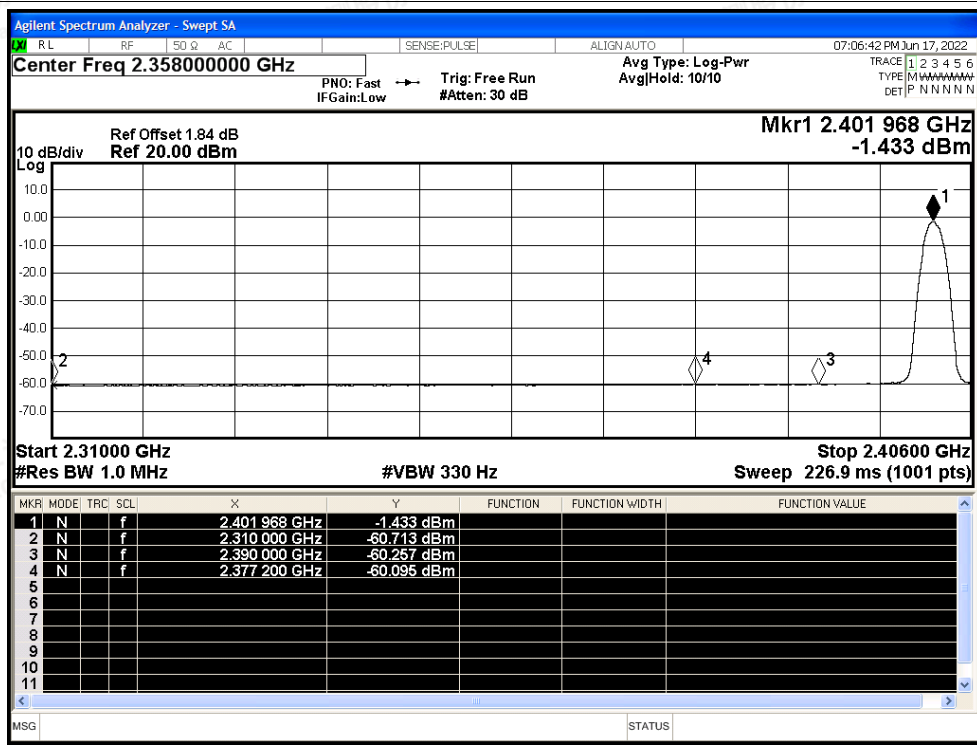 Agilent Spectrum Analyzer - Swept SA
LXI RL RF 50 Ω AC SENSE:PULSE ALIGN AUTO 07:06:42 PM Jun 17, 2022
Center Freq 2.358000000 GHz
PNO: Fast
IFGain:Low
Trig: Free Run
#Atten: 30 dB
Avg Type: Log-Pwr
Avg|Hold: 10/10
TRACE 1 2 3 4 5 6
TYPE M
DET P N N N N N
Ref Offset 1.84 dB
10 dB/div Ref 20.00 dBm
Log
Mkr1 2.401 968 GHz
-1.433 dBm
10.0
0.00
-10.0
-20.0
-30.0
-40.0
-50.0
-60.0
-70.0
1
2
4
3
Start 2.31000 GHz Stop 2.40600 GHz
#Res BW 1.0 MHz #VBW 330 Hz Sweep 226.9 ms (1001 pts)
MKR MODE TRC SCL X Y FUNCTION FUNCTION WIDTH FUNCTION VALUE
1 N f 2.401 968 GHz -1.433 dBm
2 N f 2.310 000 GHz -60.713 dBm
3 N f 2.390 000 GHz -60.257 dBm
4 N f 2.377 200 GHz -60.095 dBm
5
6
7
8
9
10
11
MSG STATUS